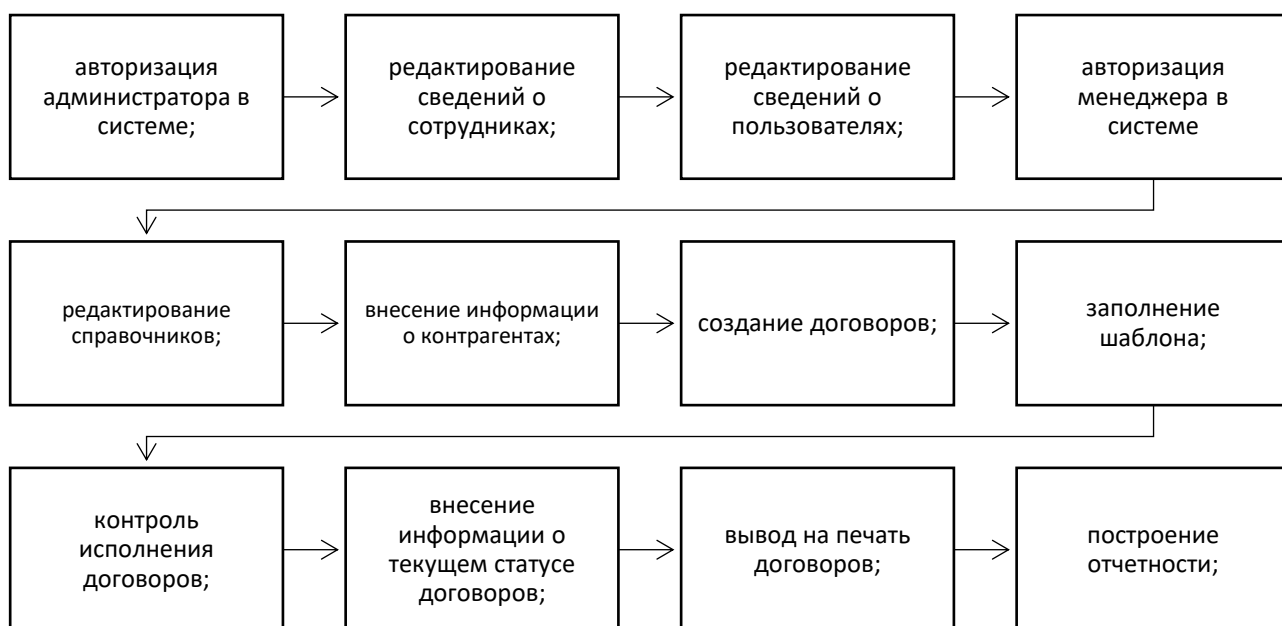 авторизация
администратора в
системе;
редактирование
сведений о
сотрудниках;
редактирование
сведений о
пользователях;
авторизация
менеджера в
системе
редактирование
справочников;
внесение информации
о контрагентах;
создание договоров;
заполнение
шаблона;
контроль
исполнения
договоров;
внесение
информации о
текущем статусе
договоров;
вывод на печать
договоров;
построение
отчетности;